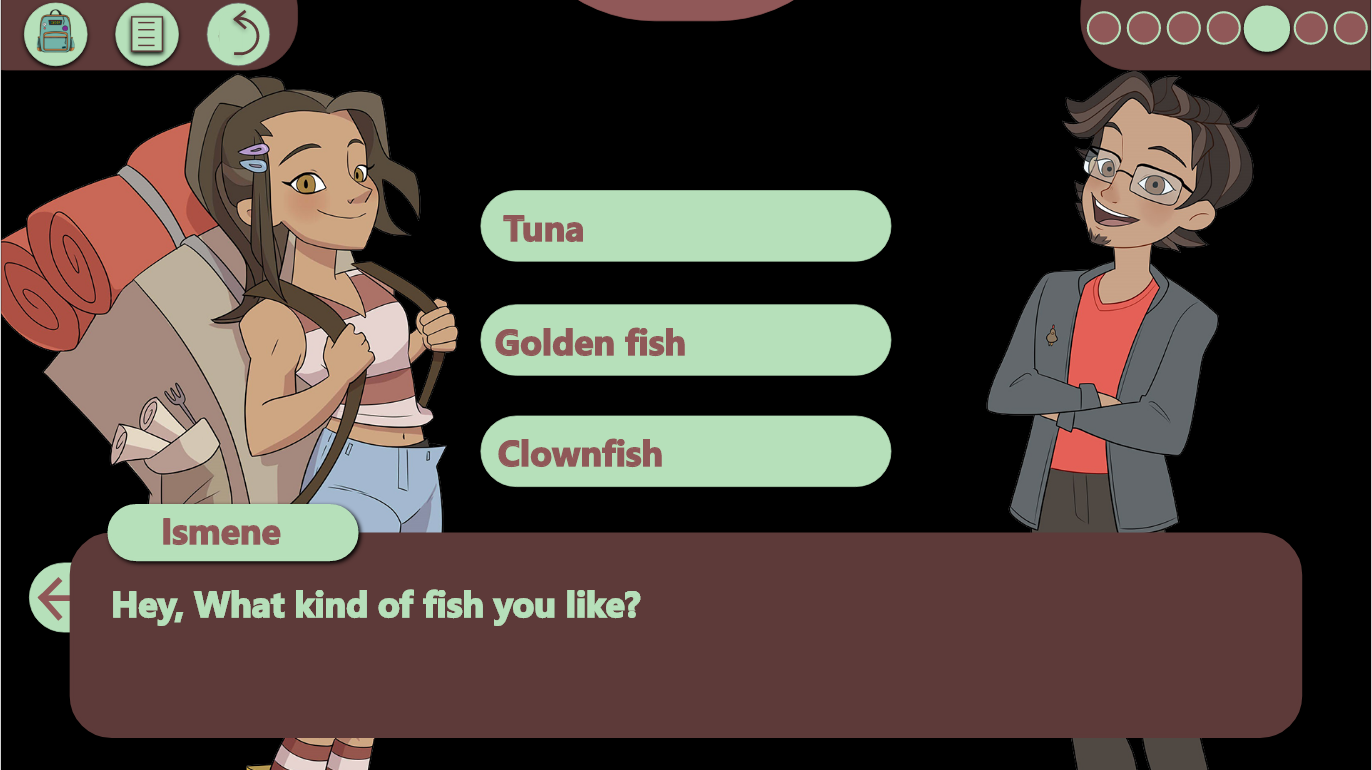 Tuna
Golden fish
Clownfish
Ismene
Hey, What kind of fish you like?